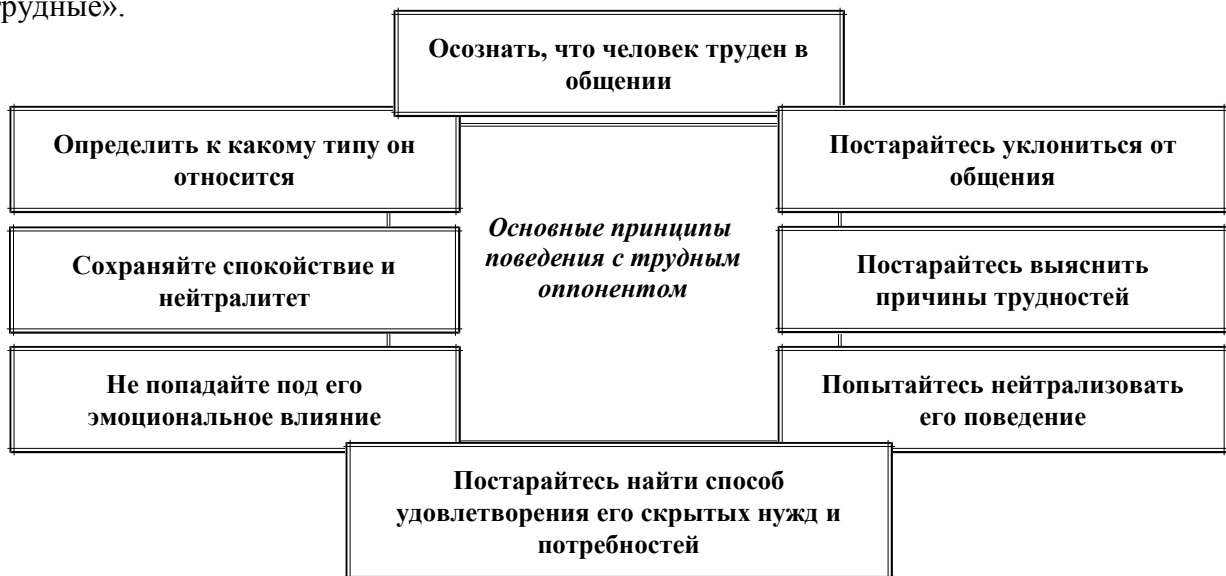 трудные».
Осознать, что человек труден в
общении
Определить к какому типу он
относится
Постарайтесь уклониться от
общения
Основные принципы
поведения с трудным
оппонентом
Сохраняйте спокойствие и
нейтралитет
Постарайтесь выяснить
причины трудностей
Не попадайте под его
эмоциональное влияние
Попытайтесь нейтрализовать
его поведение
Постарайтесь найти способ
удовлетворения его скрытых нужд и
потребностей